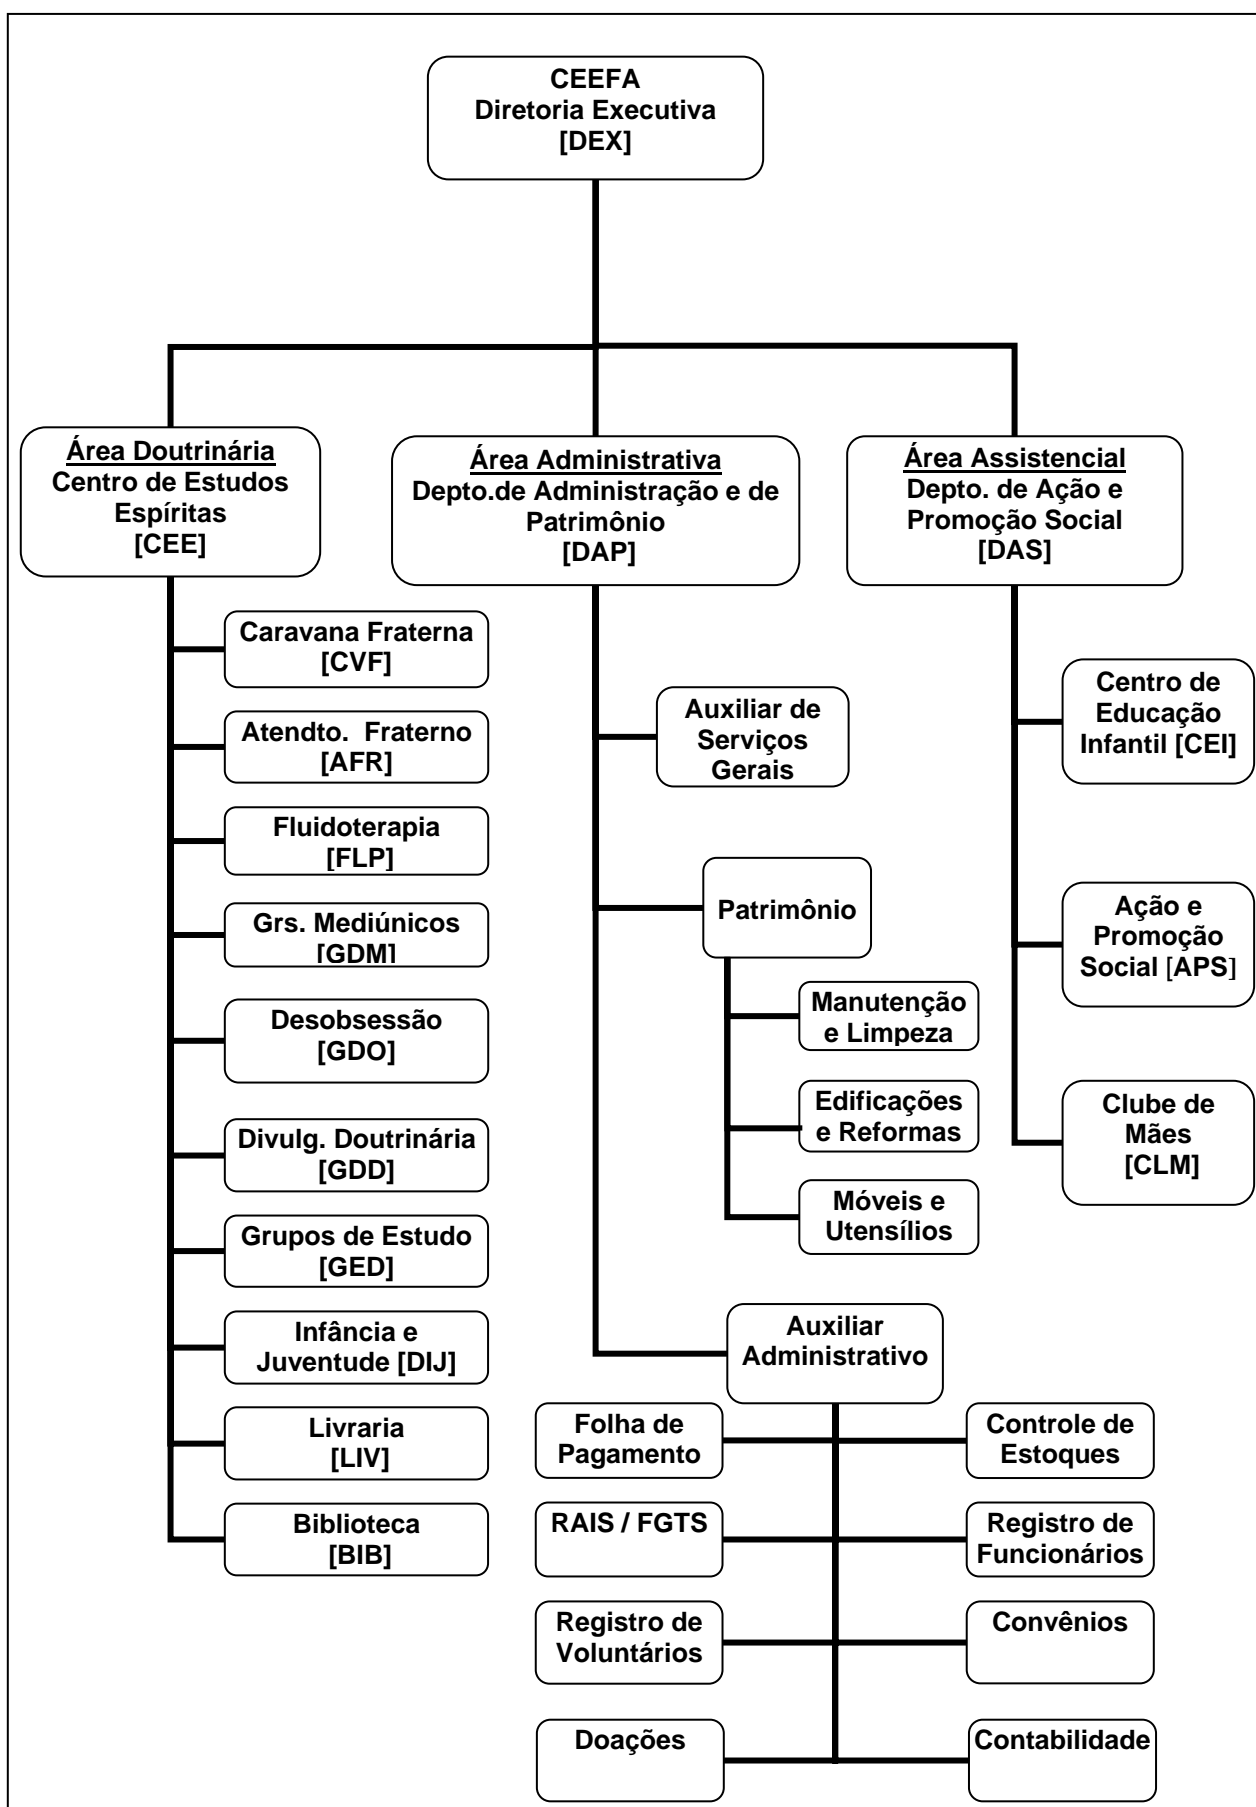 CEEFA
Diretoria Executiva
[DEX]
Área Doutrinária
Centro de Estudos
Espíritas
[CEE]
Área Administrativa
Depto.de Administração e de
Patrimônio
[DAP]
Área Assistencial
Depto. de Ação e
Promoção Social
[DAS]
Caravana Fraterna
[CVF]
Atendto.  Fraterno
[AFR]
Fluidoterapia
[FLP]
Grs. Mediúnicos
[GDM]
Desobsessão
[GDO]
Divulg. Doutrinária
[GDD]
Grupos de Estudo
[GED]
Infância e
Juventude [DIJ]
Livraria
[LIV]
Biblioteca
[BIB]
Auxiliar de
Serviços
Gerais
Patrimônio
Manutenção
e Limpeza
Edificações
e Reformas
Móveis e
Utensílios
Auxiliar
Administrativo
Folha de
Pagamento
Controle de
Estoques
RAIS / FGTS
Registro de
Funcionários
Registro de
Voluntários
Convênios
Doações
Contabilidade
Centro de
Educação
Infantil [CEI]
Ação e
Promoção
Social [APS]
Clube de
Mães
[CLM]